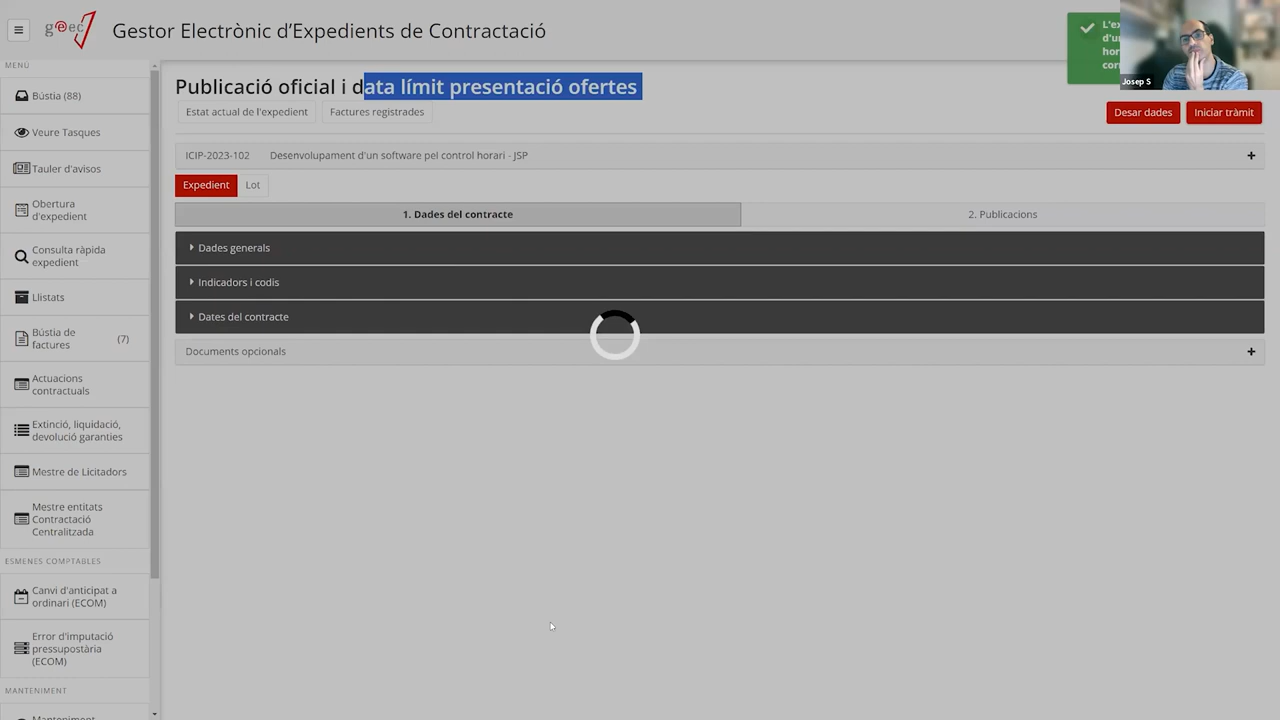 geec
Gestor Electrònic d'Expedients de Contractació
Josep S
MENÚ
Bústia (88)
Veure Tasques
Tauler d'avisos
Obertura
d'expedient
Consulta ràpida
expedient
Llistats
Bústia de
factures
(7)
Actuacions
contractuals
Extinció, liquidació,
devolució garanties
Mestre de Licitadors
Mestre entitats
Contractació
Centralitzada
ESMENES COMPTABLES
Canvi d'anticipat a
ordinari (ECOM)
Error d'imputació
pressupostària
(ECOM)
MANTENIMENT
Publicació oficial i data límit presentació ofertes
Estat actual de l'expedient
Factures registrades
Desar dades
Iniciar tràmit
ICIP-2023-102 Desenvolupament d'un software pel control horari - JSP
Expedient
Lot
1. Dades del contracte
2. Publicacions
Dades generals
Indicadors i codis
Dates del contracte
Documents opcionals